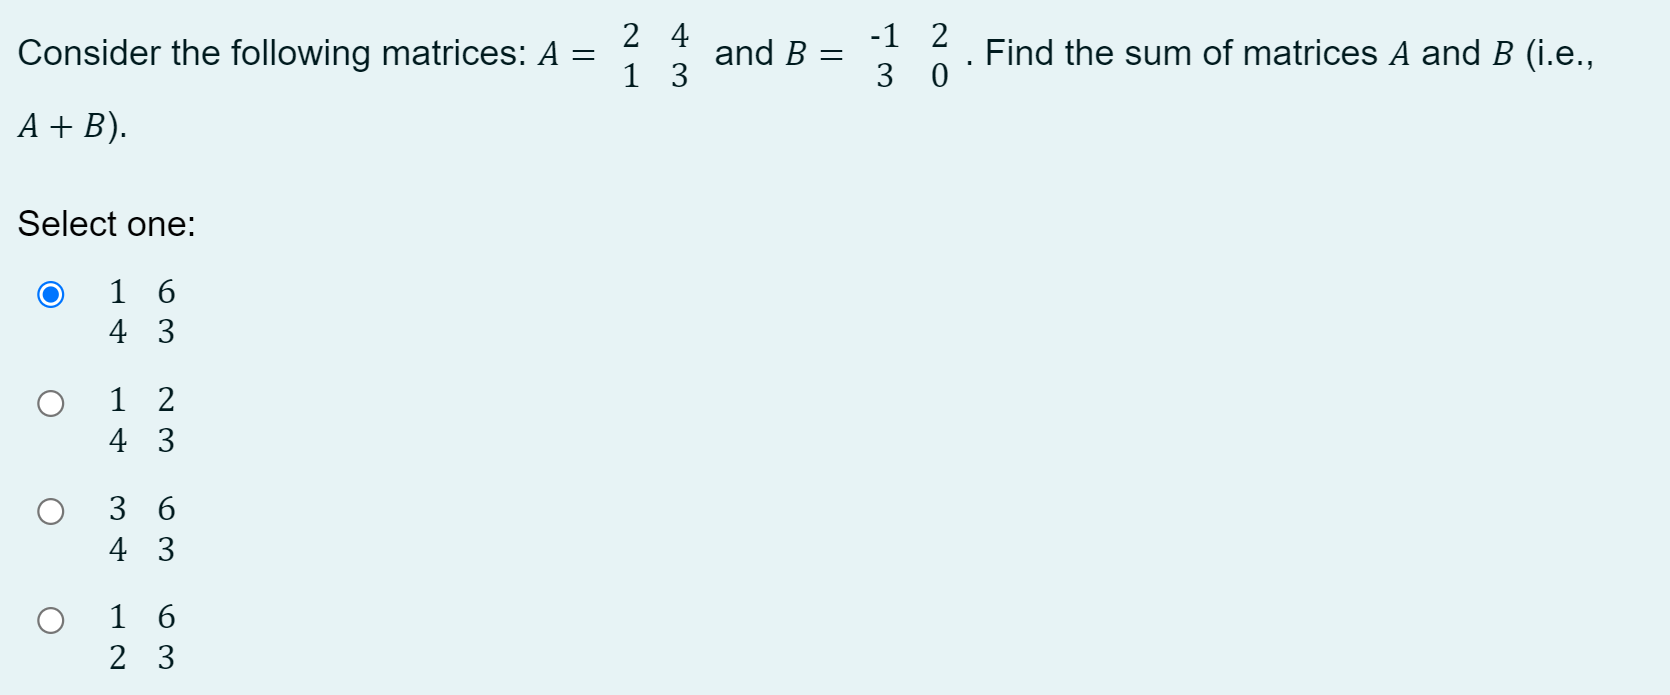 Consider the following matrices: A = 2 4 and B = -1 2 . Find the sum of matrices A and B (i.e.,
1 3 3 0
A + B).
Select one:
1 6
4 3
1 2
4 3
3 6
4 3
1 6
2 3